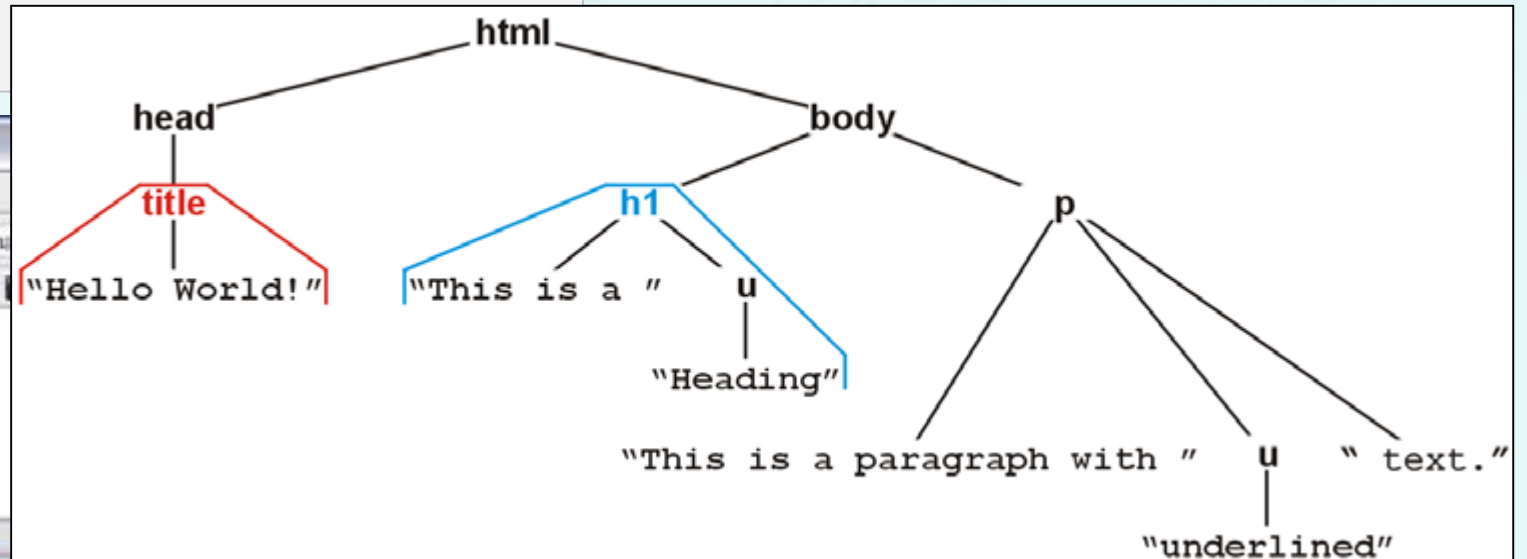 html
head body
title h1 p
“Hello World!” “This is a ” u
“Heading”
“This is a paragraph with ” u “ text.”
“underlined”